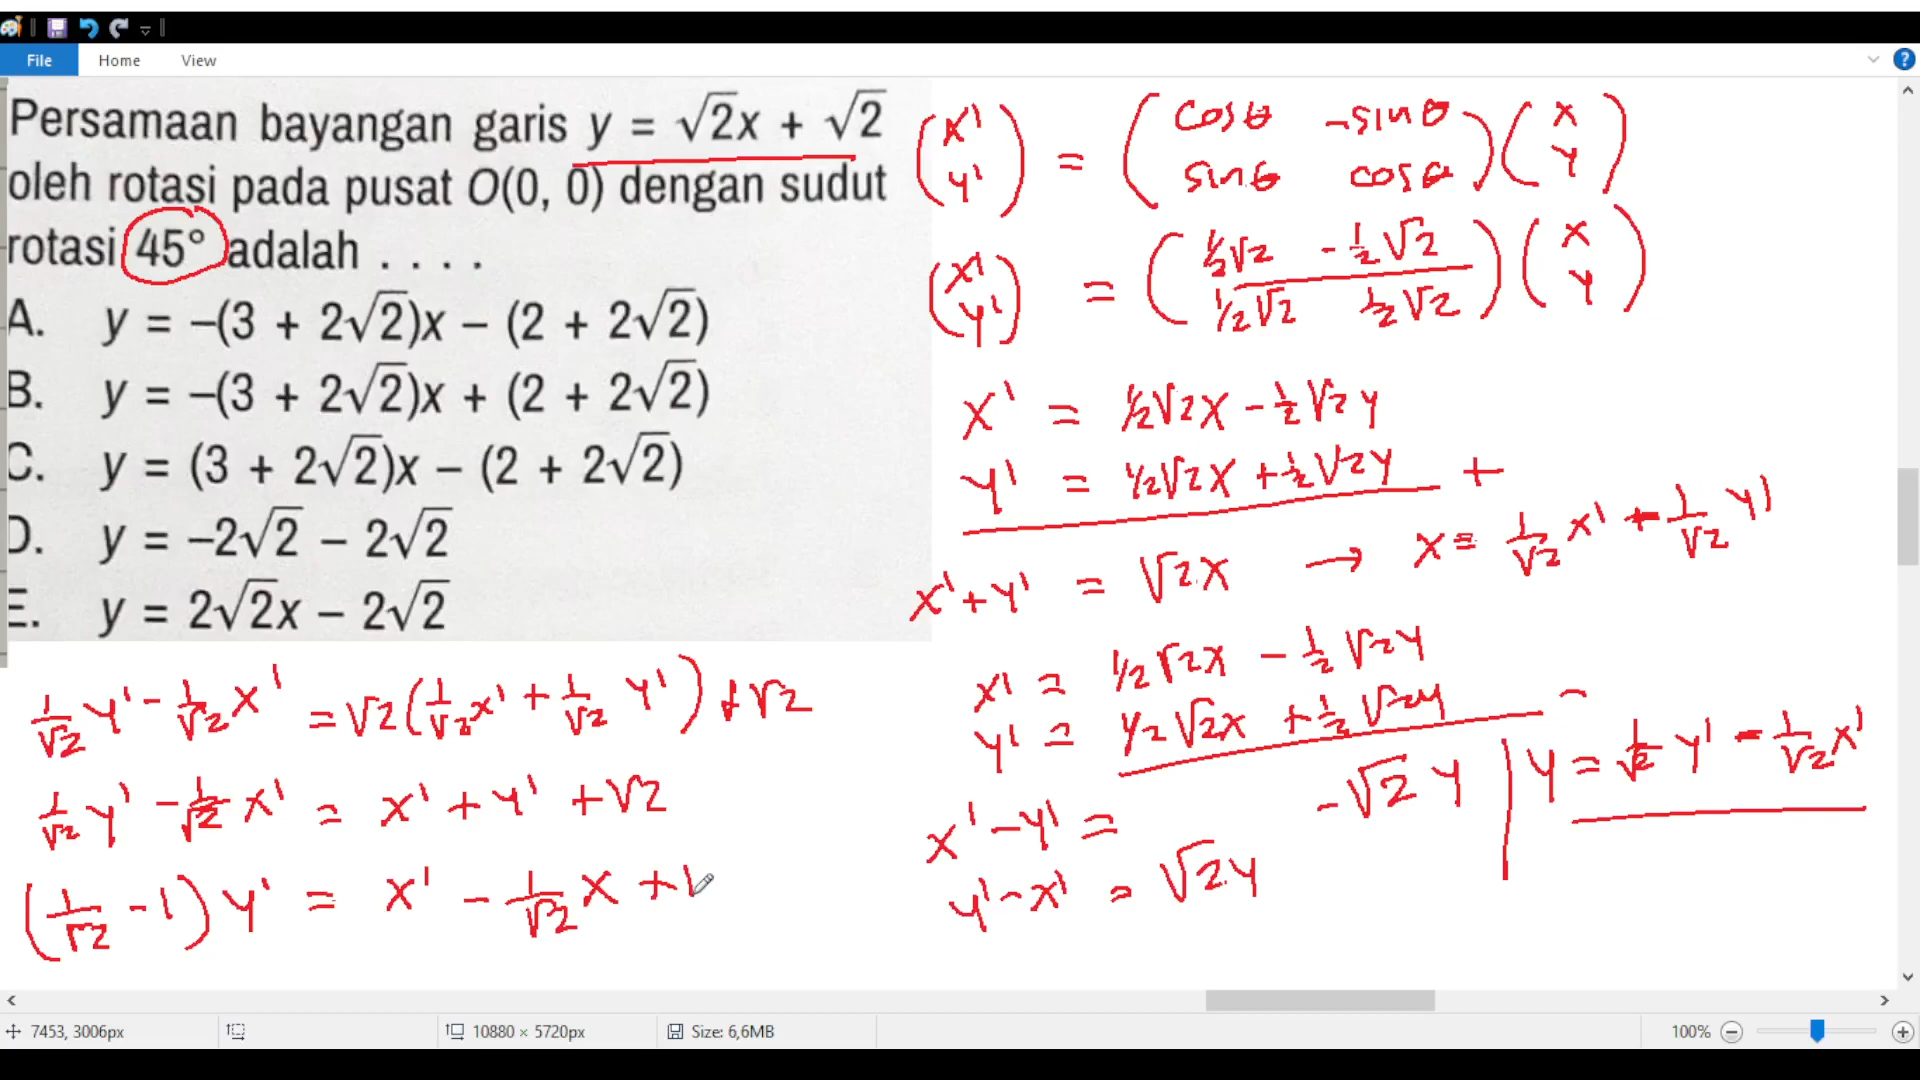 File Home View
Persamaan bayangan garis y = √2x + √2
oleh rotasi pada pusat O(0, 0) dengan sudut
rotasi 45° adalah . . . .
A. y = –(3 + 2√2)x – (2 + 2√2)
B. y = –(3 + 2√2)x + (2 + 2√2)
C. y = (3 + 2√2)x – (2 + 2√2)
D. y = –2√2 – 2√2
E. y = 2√2x – 2√2
1/√2 y' - 1/√2 x' = √2(1/√2 x' + 1/√2 y') + √2
1/√2 y' - 1/√2 x' = x' + y' + √2
(1/√2 - 1) y' = x' - 1/√2 x +
(x' y') = (cosθ -sinθ sinθ cosθ)(x y)
(x' y') = (½√2 -½√2 ½√2 ½√2)(x y)
x' = ½√2x - ½√2y
y' = ½√2x + ½√2y +
x' + y' = √2x → x = 1/√2 x' + 1/√2 y'
x' = ½√2x - ½√2y
y' = ½√2x + ½√2y -
x' - y' = -√2y | y = 1/√2 y' - 1/√2 x'
y' - x' = √2y
7453, 3006px 10880 × 5720px Size: 6,6MB 100%